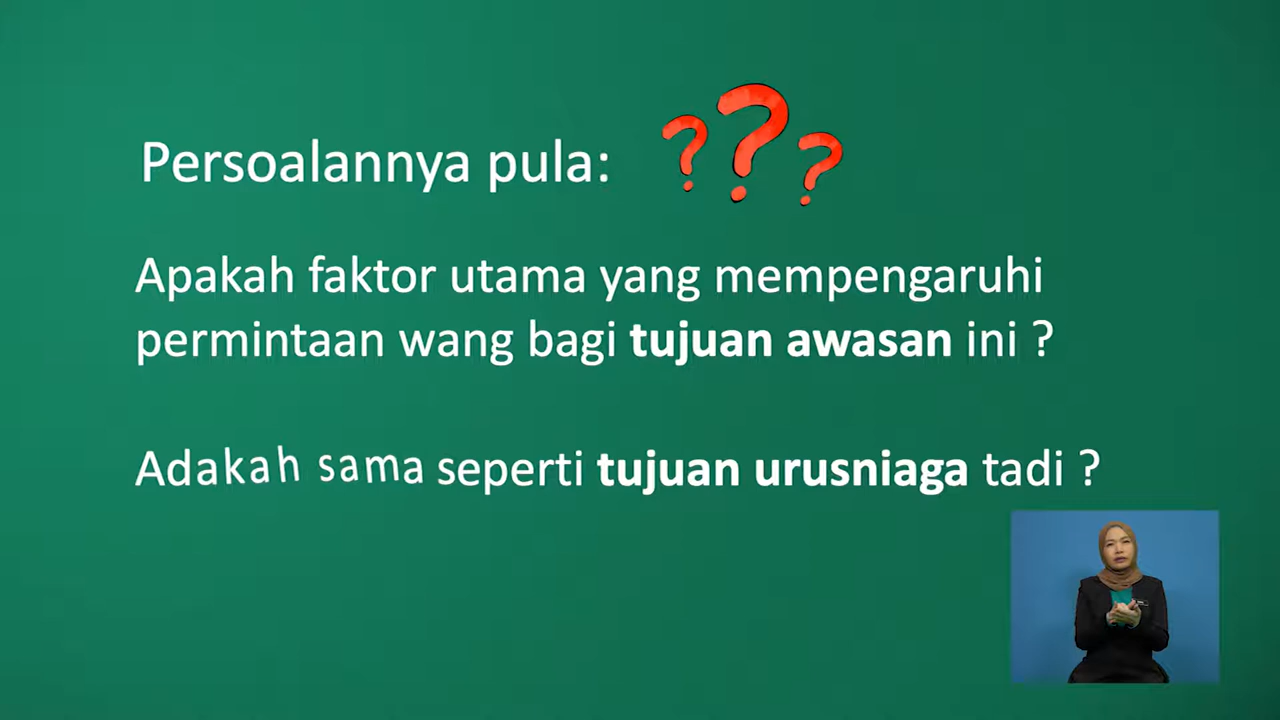 Persoalannya pula:
???
Apakah faktor utama yang mempengaruhi
permintaan wang bagi tujuan awasan ini ?
Adakah sama seperti tujuan urusniaga tadi ?